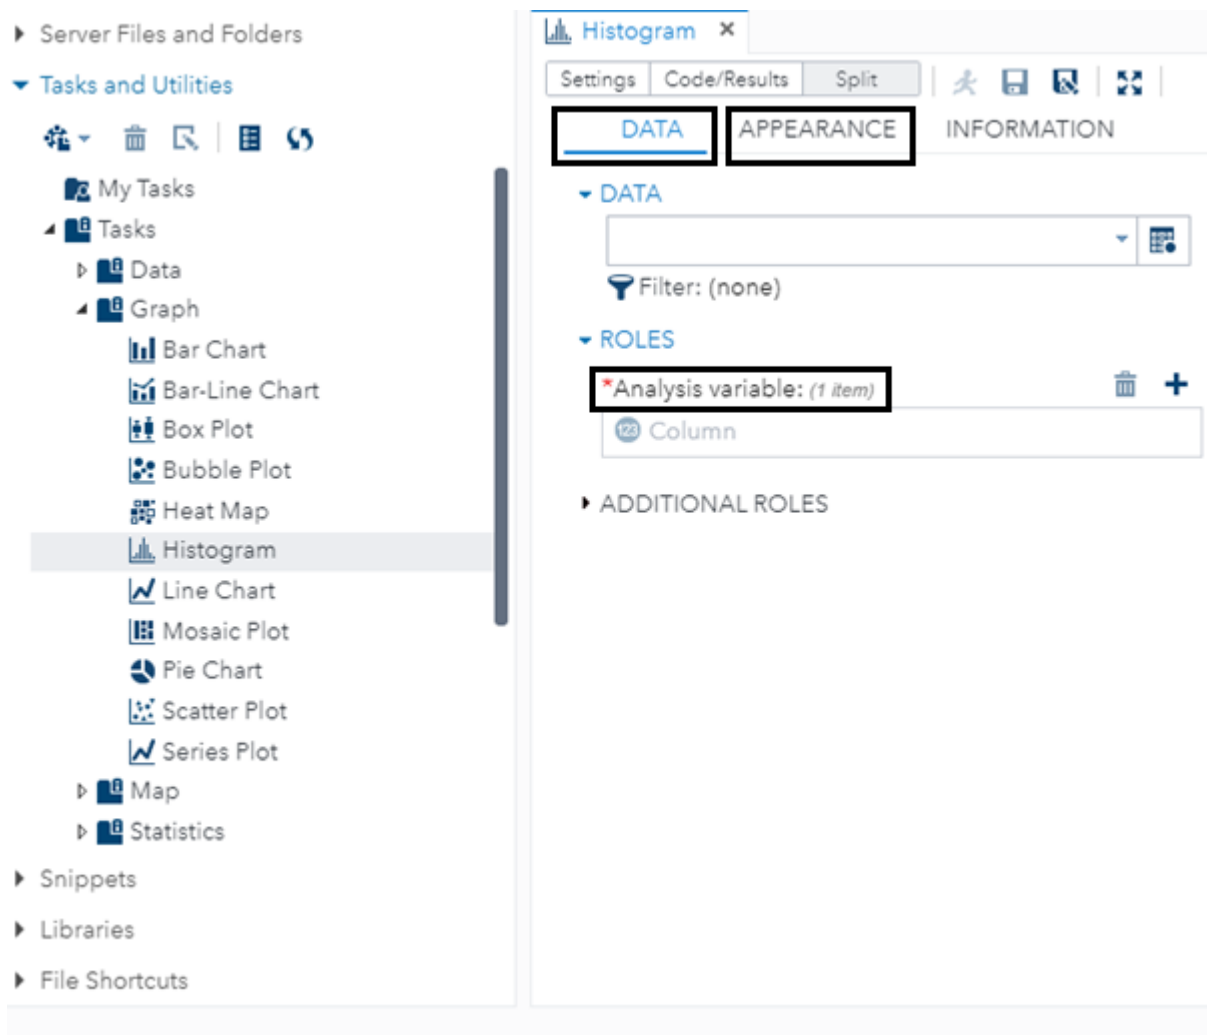 Server Files and Folders
Tasks and Utilities
My Tasks
Tasks
Data
Graph
Bar Chart
Bar-Line Chart
Box Plot
Bubble Plot
Heat Map
Histogram
Line Chart
Mosaic Plot
Pie Chart
Scatter Plot
Series Plot
Map
Statistics
Snippets
Libraries
File Shortcuts
Histogram
Settings Code/Results Split
DATA APPEARANCE INFORMATION
DATA
Filter: (none)
ROLES
*Analysis variable: (1 item)
123 Column
ADDITIONAL ROLES